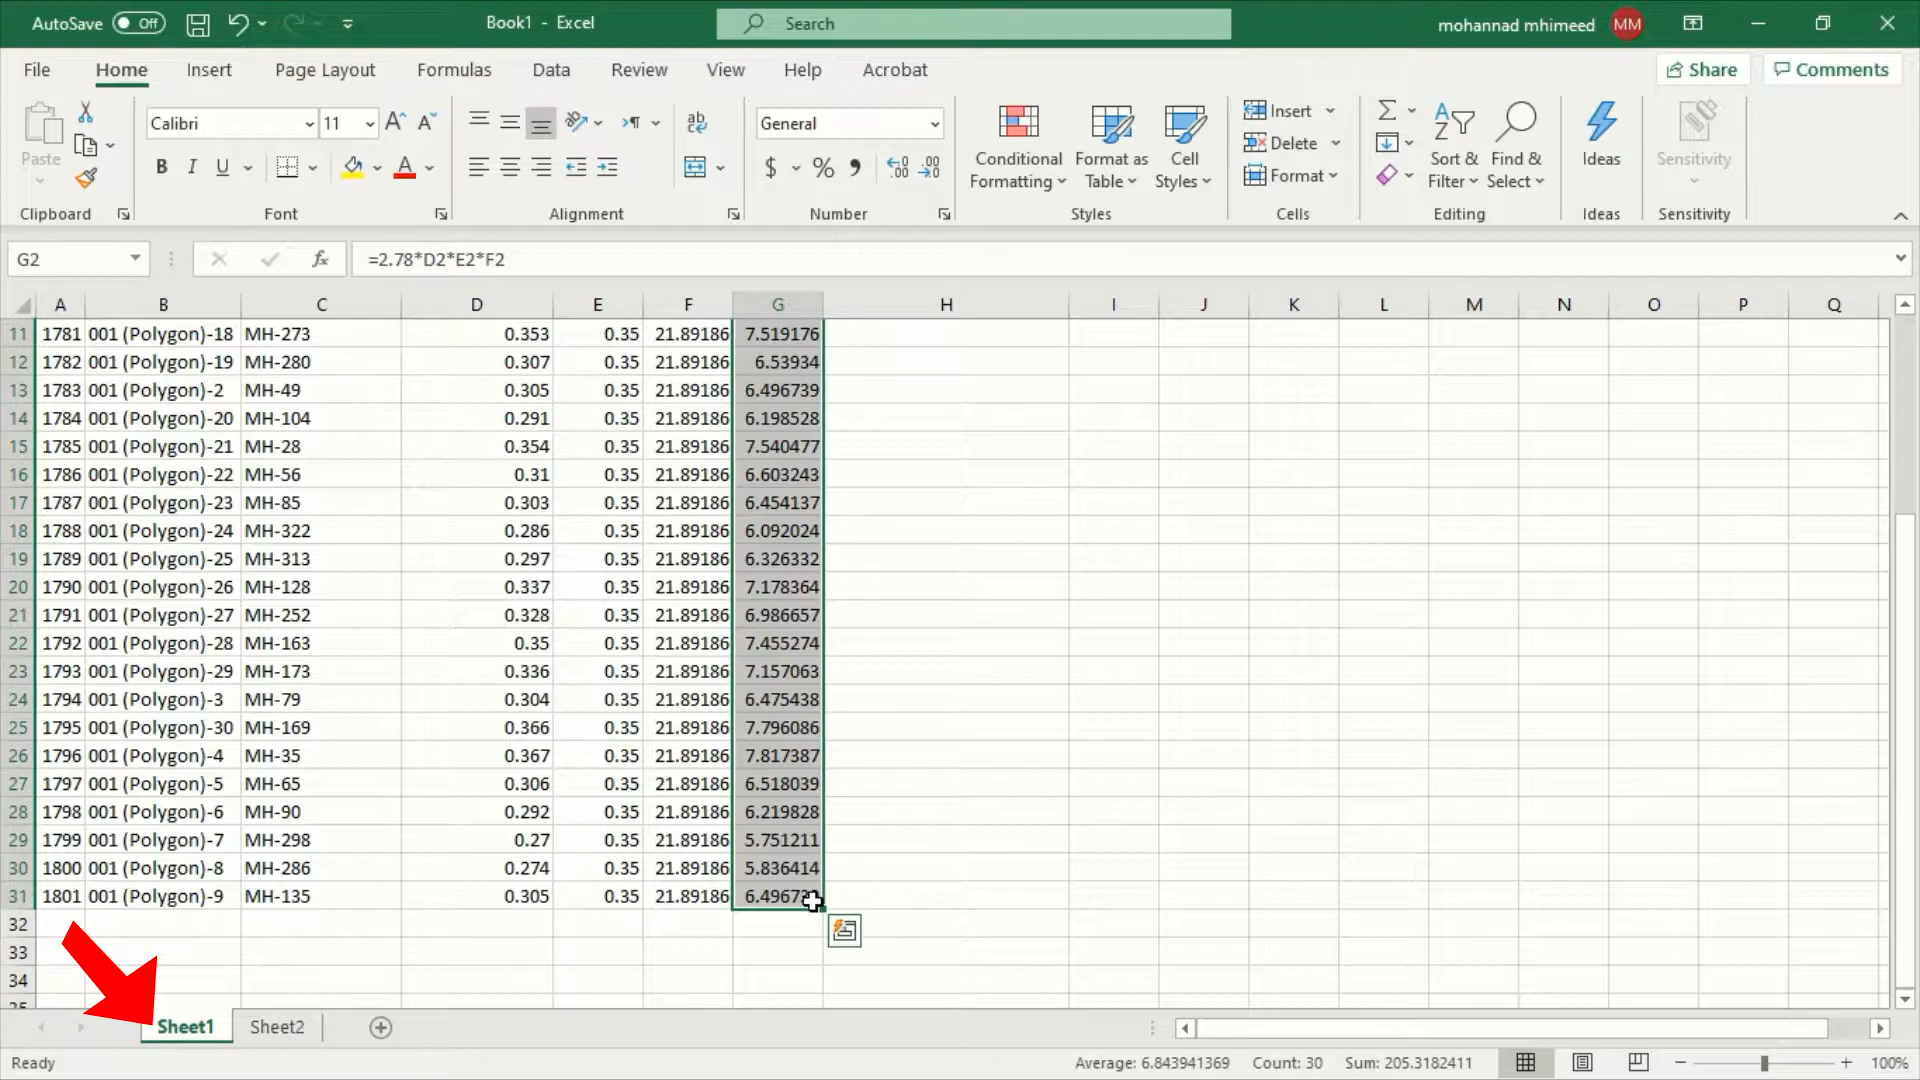 AutoSave Off Book1 - Excel Search mohannad mhimeed MM
File Home Insert Page Layout Formulas Data Review View Help Acrobat Share Comments
Paste
Calibri 11
B I U
General
$ % 9
Conditional Formatting
Format as Table
Cell Styles
Insert
Delete
Format
Sort & Filter
Find & Select
Ideas
Sensitivity
Clipboard Font Alignment Number Styles Cells Editing Ideas Sensitivity
G2 fx =2.78*D2*E2*F2
A B C D E F G H I J K L M N O P Q
11 1781 001 (Polygon)-18 MH-273 0.353 0.35 21.89186 7.519176
12 1782 001 (Polygon)-19 MH-280 0.307 0.35 21.89186 6.53934
13 1783 001 (Polygon)-2 MH-49 0.305 0.35 21.89186 6.496739
14 1784 001 (Polygon)-20 MH-104 0.291 0.35 21.89186 6.198528
15 1785 001 (Polygon)-21 MH-28 0.354 0.35 21.89186 7.540477
16 1786 001 (Polygon)-22 MH-56 0.31 0.35 21.89186 6.603243
17 1787 001 (Polygon)-23 MH-85 0.303 0.35 21.89186 6.454137
18 1788 001 (Polygon)-24 MH-322 0.286 0.35 21.89186 6.092024
19 1789 001 (Polygon)-25 MH-313 0.297 0.35 21.89186 6.326332
20 1790 001 (Polygon)-26 MH-128 0.337 0.35 21.89186 7.178364
21 1791 001 (Polygon)-27 MH-252 0.328 0.35 21.89186 6.986657
22 1792 001 (Polygon)-28 MH-163 0.35 0.35 21.89186 7.455274
23 1793 001 (Polygon)-29 MH-173 0.336 0.35 21.89186 7.157063
24 1794 001 (Polygon)-3 MH-79 0.304 0.35 21.89186 6.475438
25 1795 001 (Polygon)-30 MH-169 0.366 0.35 21.89186 7.796086
26 1796 001 (Polygon)-4 MH-35 0.367 0.35 21.89186 7.817387
27 1797 001 (Polygon)-5 MH-65 0.306 0.35 21.89186 6.518039
28 1798 001 (Polygon)-6 MH-90 0.292 0.35 21.89186 6.219828
29 1799 001 (Polygon)-7 MH-298 0.27 0.35 21.89186 5.751211
30 1800 001 (Polygon)-8 MH-286 0.274 0.35 21.89186 5.836414
31 1801 001 (Polygon)-9 MH-135 0.305 0.35 21.89186
32
33
34
Sheet1 Sheet2
Ready Average: 6.843941369 Count: 30 Sum: 205.3182411 100%